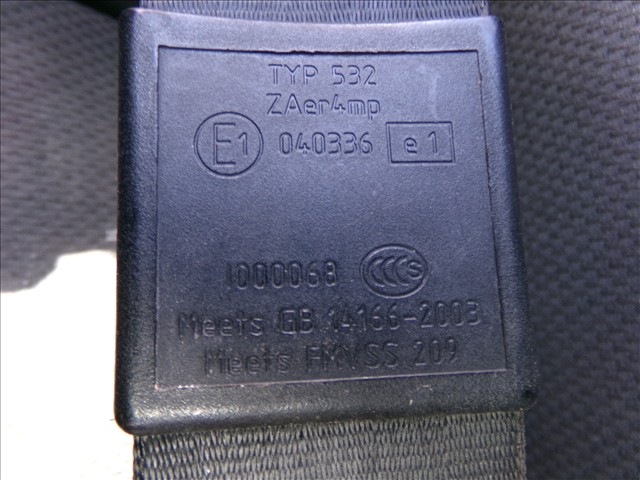 TYP 532
ZAer4mp
E1 040336 e1
1000068 CCCS
Meets GB 14166-2003
Meets FMVSS 209